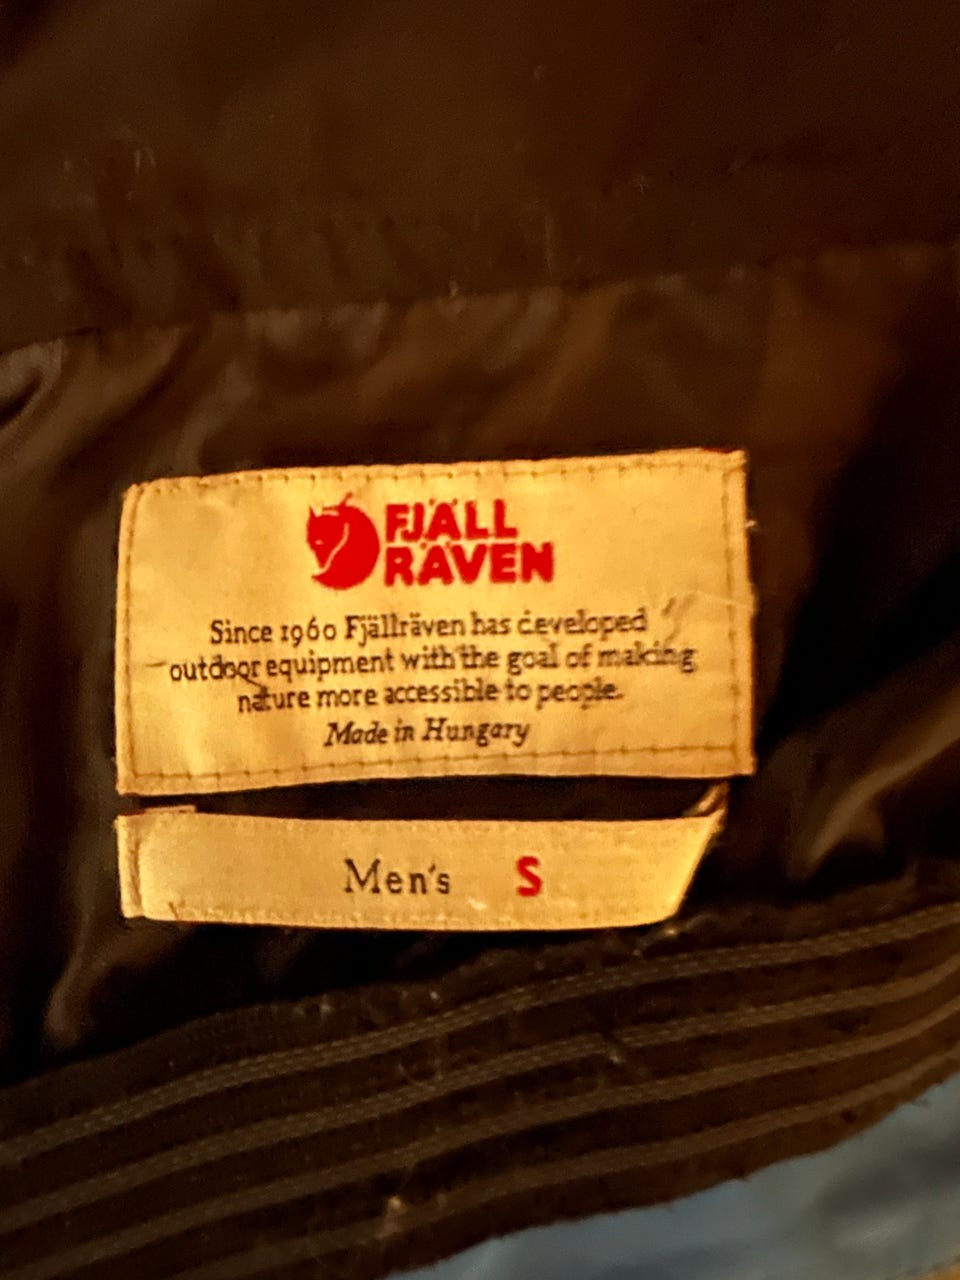 FJÄLL
RÄVEN
Since 1960 Fjällräven has developed
outdoor equipment with the goal of making
nature more accessible to people.
Made in Hungary
Men's S